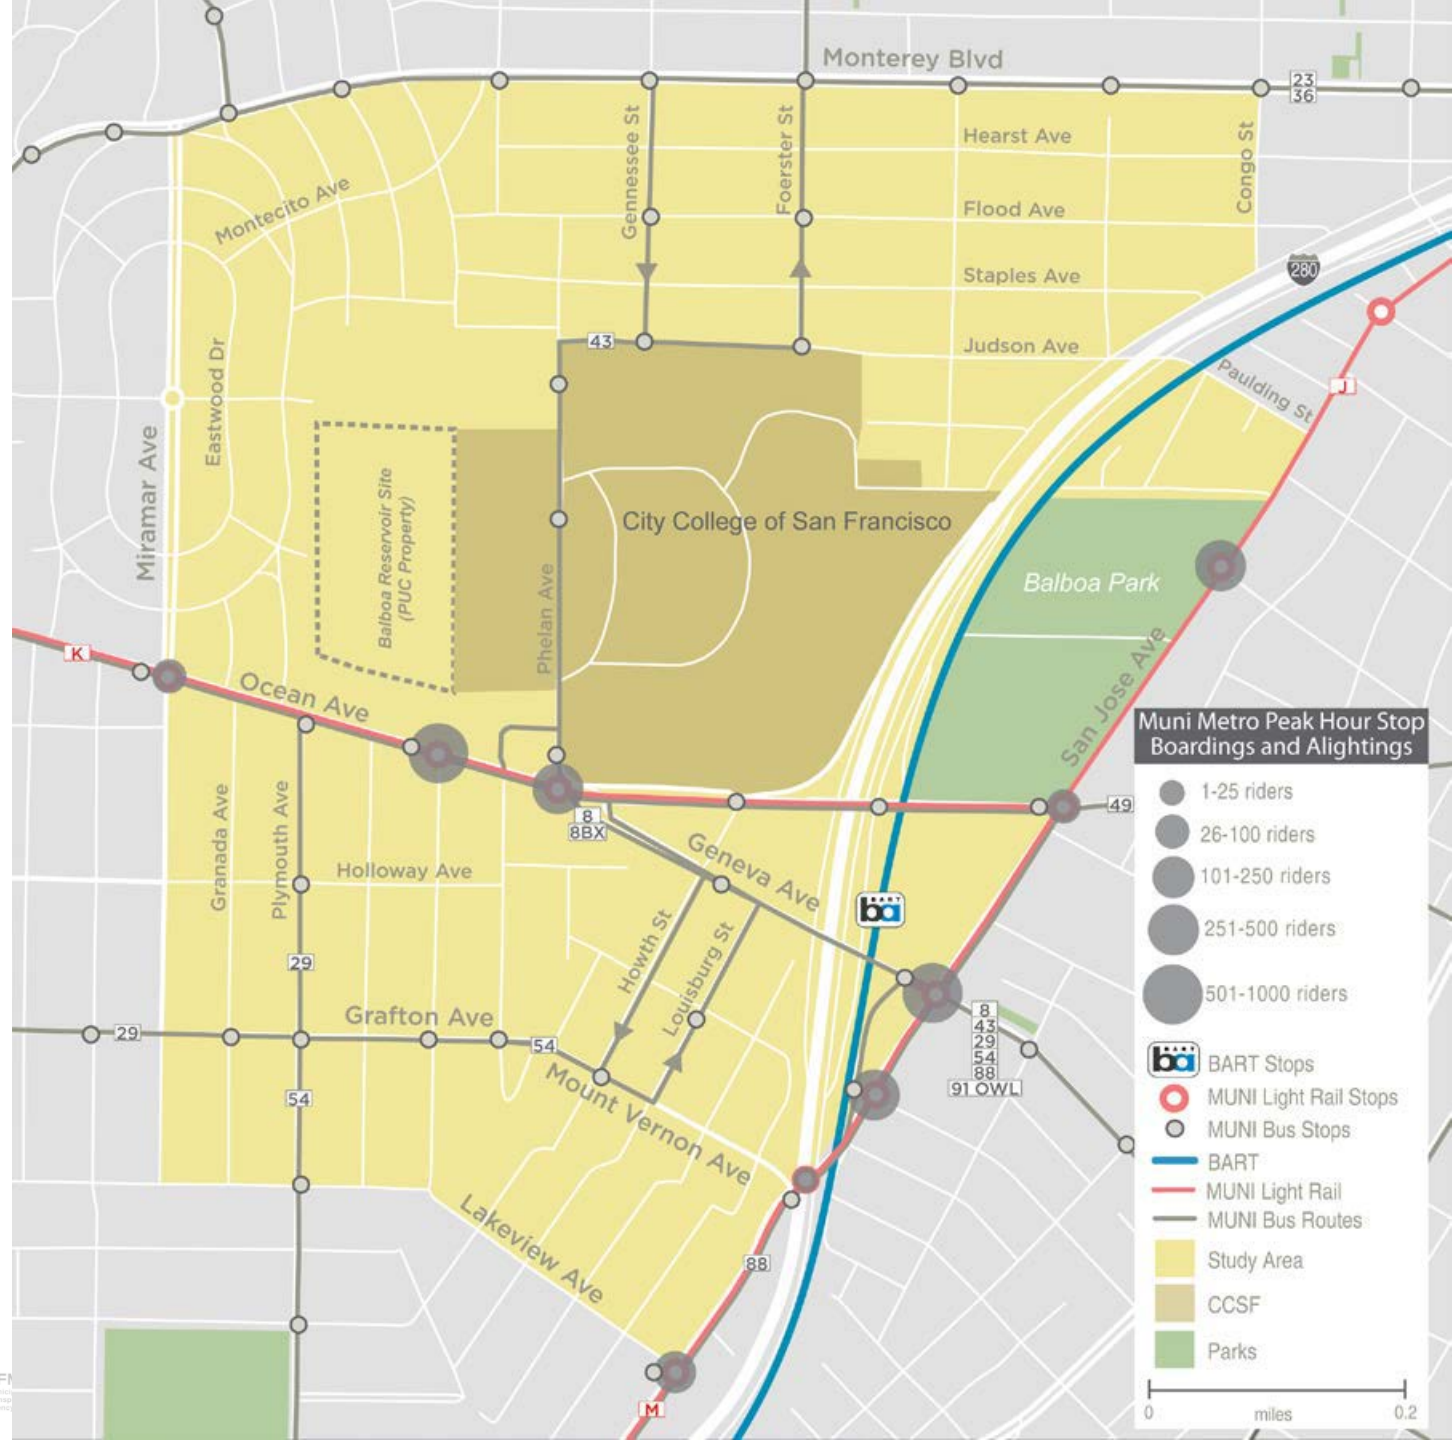 Monterey Blvd
23
36
Hearst Ave
Gennessee St
Foerster St
Congo St
Montecito Ave
Flood Ave
280
Staples Ave
43
Judson Ave
Eastwood Dr
Paulding St
J
Miramar Ave
Balboa Reservoir Site
(PUC Property)
City College of San Francisco
Phelan Ave
Balboa Park
K
Ocean Ave
San Jose Ave
49
8
8BX
Geneva Ave
Granada Ave
Plymouth Ave
Holloway Ave
BART
ba
Howth St
Louisburg St
29
Grafton Ave
29
54
54
Mount Vernon Ave
8
43
29
54
88
91 OWL
Lakeview Ave
88
M
Muni Metro Peak Hour Stop
Boardings and Alightings
1-25 riders
26-100 riders
101-250 riders
251-500 riders
501-1000 riders
BART
ba
BART Stops
MUNI Light Rail Stops
MUNI Bus Stops
BART
MUNI Light Rail
MUNI Bus Routes
Study Area
CCSF
Parks
0
miles
0.2